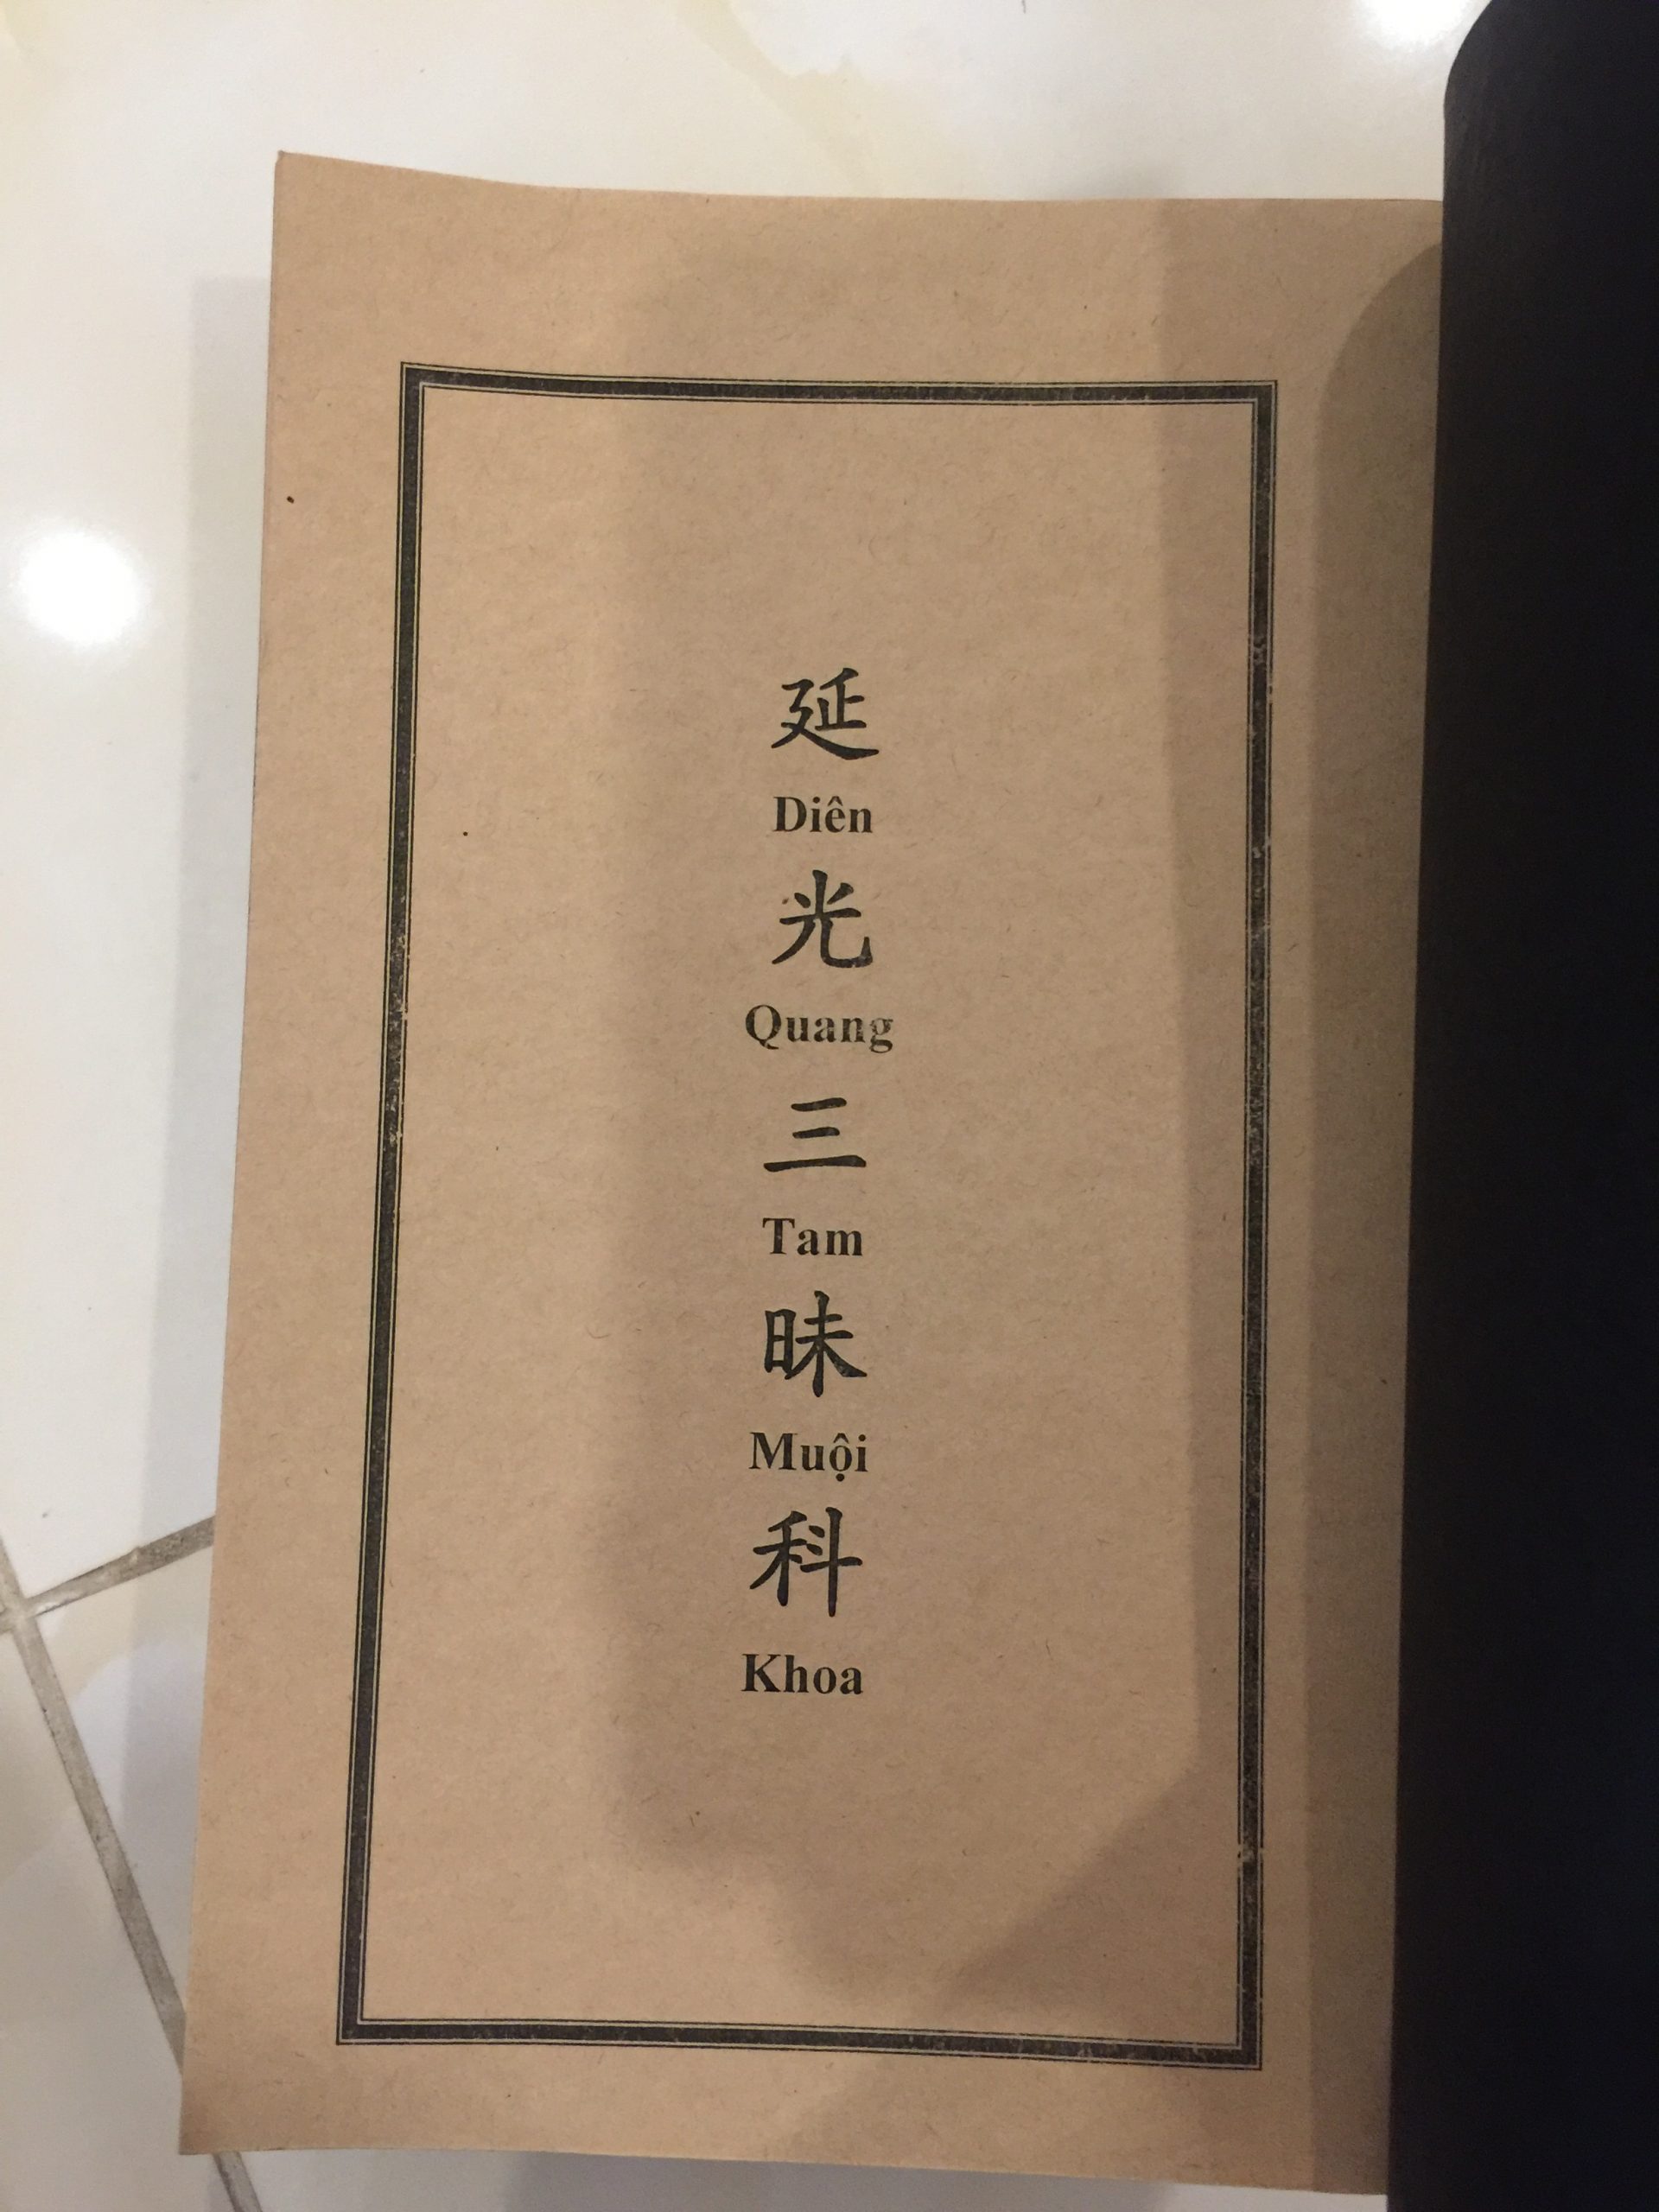 延
Diên
光
Quang
三
Tam
昧
Muội
科
Khoa